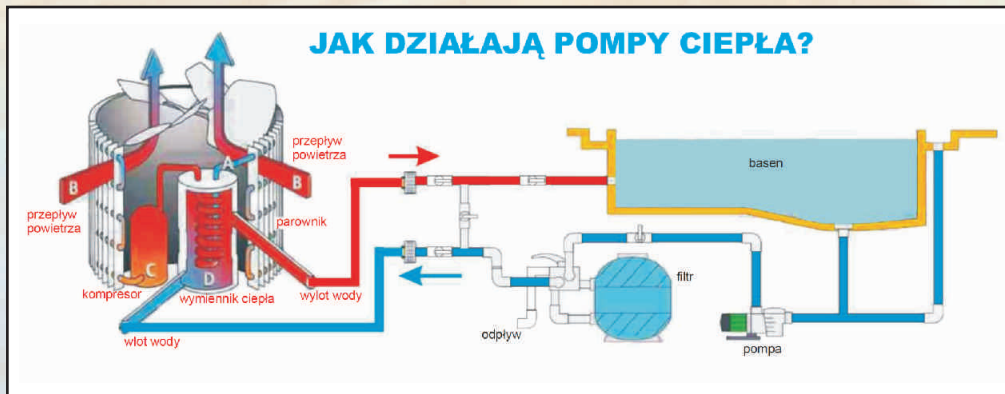 JAK DZIAŁAJĄ POMPY CIEPŁA?
przepływ
powietrza
A
B
B
basen
przepływ
powietrza
parownik
C
D
kompresor
wymiennik ciepła
wylot wody
filtr
odpływ
wlot wody
pompa